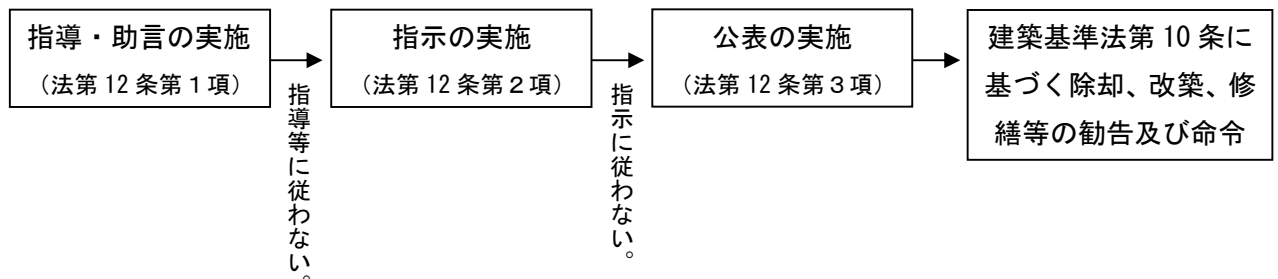 指導・助言の実施
（法第12条第１項）
指導等に従わない。
指示の実施
（法第12条第２項）
指示に従わない。
公表の実施
（法第12条第３項）
建築基準法第10条に
基づく除却、改築、修
繕等の勧告及び命令